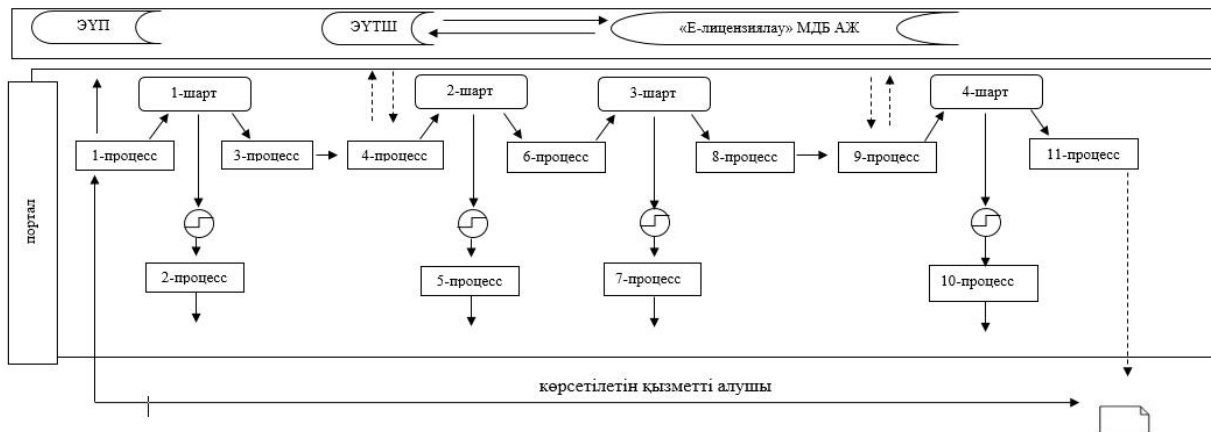 ЭҮП
ЭҮТШ
«Е-лицензиялау» МДБ АЖ
портал
1-шарт
2-шарт
3-шарт
4-шарт
1-процесс
3-процесс
4-процесс
6-процесс
8-процесс
9-процесс
11-процесс
2-процесс
5-процесс
7-процесс
10-процесс
көрсетілетін қызметті алушы